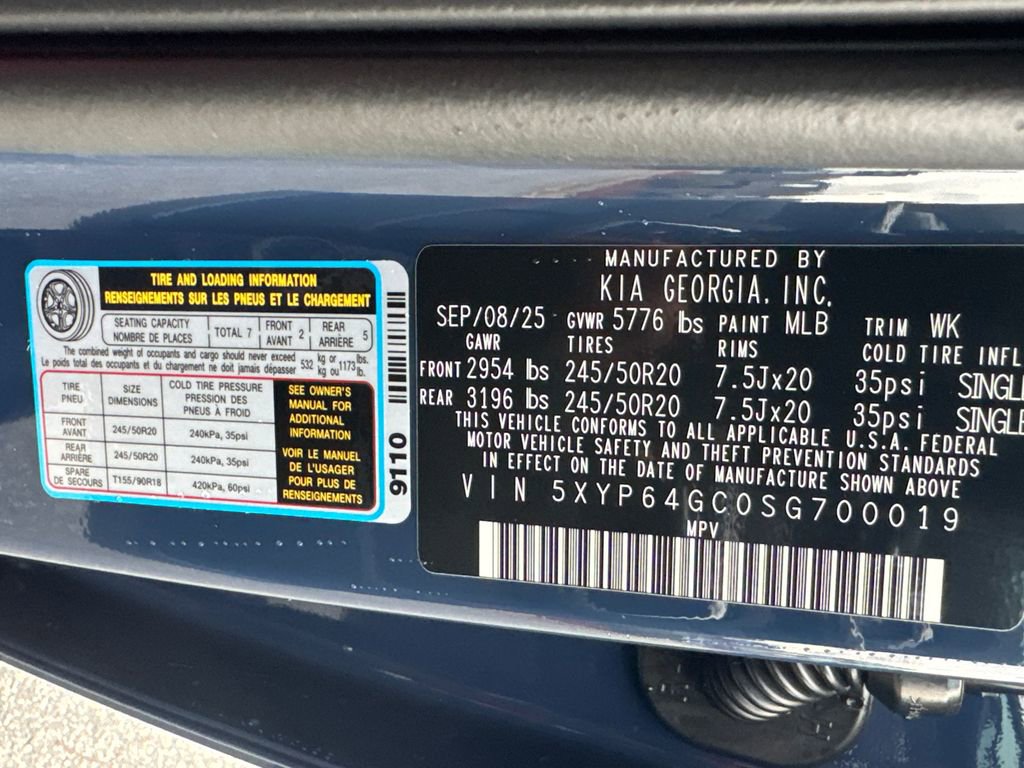 TIRE AND LOADING INFORMATION
RENSEIGNEMENTS SUR LES PNEUS ET LE CHARGEMENT
SEATING CAPACITY
NOMBRE DE PLACES
TOTAL 7
FRONT
AVANT
2
REAR
ARRIÈRE
5
The combined weight of occupants and cargo should never exceed 532 kg or 1173 lbs.
Le poids total des occupants et du chargement ne doit jamais dépasser kg ou lb.
TIRE
PNEU
SIZE
DIMENSIONS
COLD TIRE PRESSURE
PRESSION DES
PNEUS À FROID
FRONT
AVANT
245/50R20
240kPa, 35psi
REAR
ARRIÈRE
245/50R20
240kPa, 35psi
SPARE
DE SECOURS
T155/90R18
420kPa, 60psi
SEE OWNER'S
MANUAL FOR
ADDITIONAL
INFORMATION
VOIR LE MANUEL
DE L'USAGER
POUR PLUS DE
RENSEIGNEMENTS
9110
MANUFACTURED BY
KIA GEORGIA, INC.
SEP/08/25 GVWR 5776 lbs PAINT MLB TRIM WK
GAWR TIRES RIMS COLD TIRE INFL
FRONT 2954 lbs 245/50R20 7.5Jx20 35psi SINGLE
REAR 3196 lbs 245/50R20 7.5Jx20 35psi SINGLE
THIS VEHICLE CONFORMS TO ALL APPLICABLE U.S.A. FEDERAL
MOTOR VEHICLE SAFETY AND THEFT PREVENTION STANDARDS
IN EFFECT ON THE DATE OF MANUFACTURE SHOWN ABOVE
VIN 5XYP64GC0SG700019
MPV